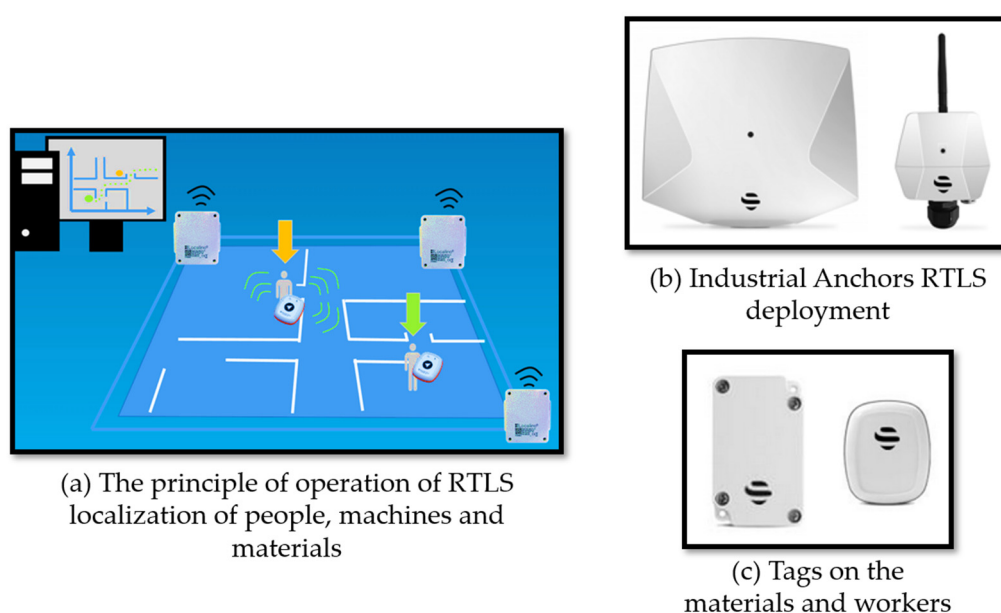 (a) The principle of operation of RTLS
localization of people, machines and
materials
(b) Industrial Anchors RTLS
deployment
(c) Tags on the
materials and workers